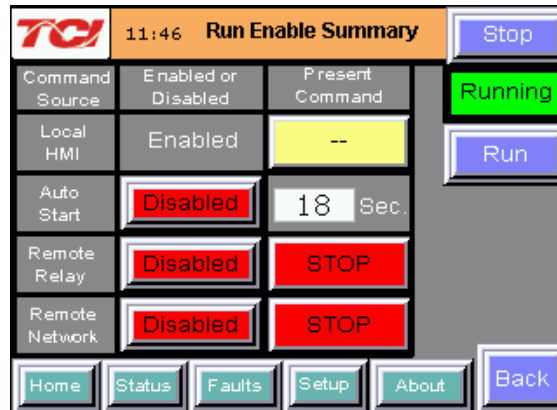 TCI 11:46 Run Enable Summary Stop
Command Source Enabled or Disabled Present Command Running
Local HMI Enabled -- Run
Auto Start Disabled 18 Sec.
Remote Relay Disabled STOP
Remote Network Disabled STOP
Home Status Faults Setup About Back